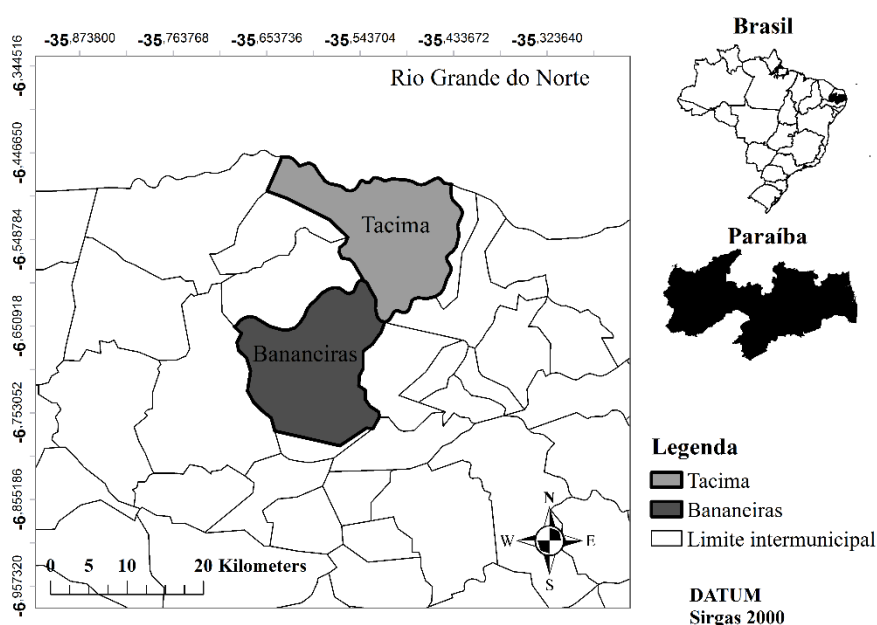 -35,873800 -35,763768 -35,653736 -35,543704 -35,433672 -35,323640
-6,344516
-6,446650
-6,548784
-6,650918
-6,753052
-6,855186
-6,957320
Rio Grande do Norte
Tacima
Bananeiras
0 5 10 20 Kilometers
N
W E
S
Brasil
Paraíba
Legenda
Tacima
Bananeiras
Limite intermunicipal
DATUM
Sirgas 2000